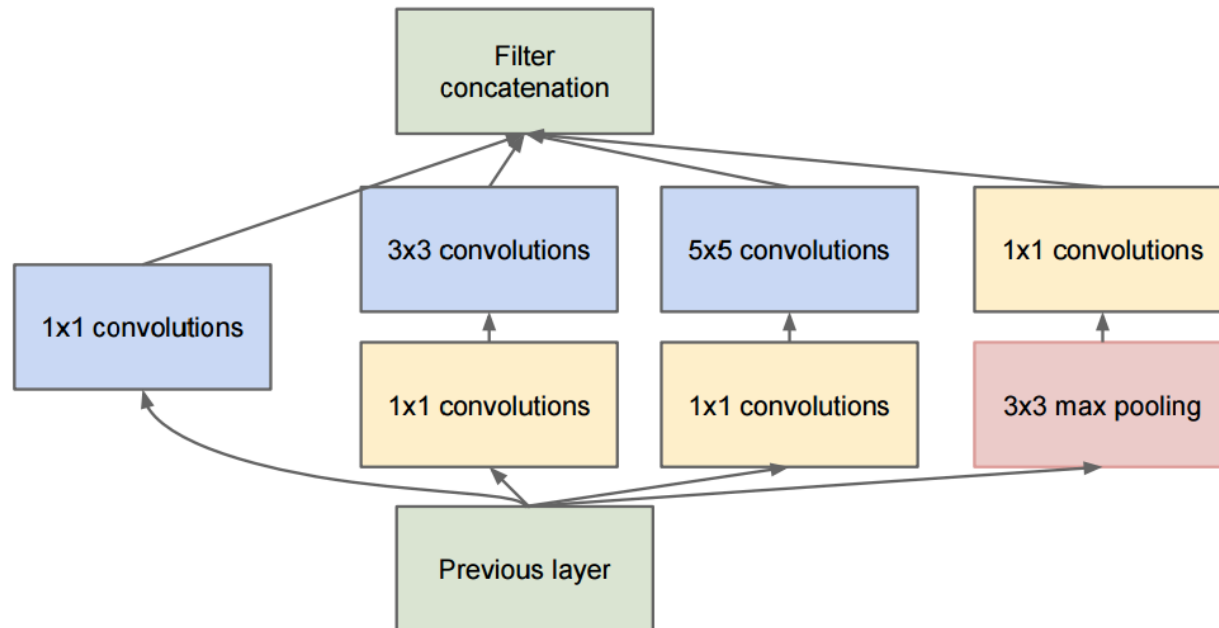 Filter
concatenation
3x3 convolutions
5x5 convolutions
1x1 convolutions
1x1 convolutions
1x1 convolutions
1x1 convolutions
3x3 max pooling
Previous layer